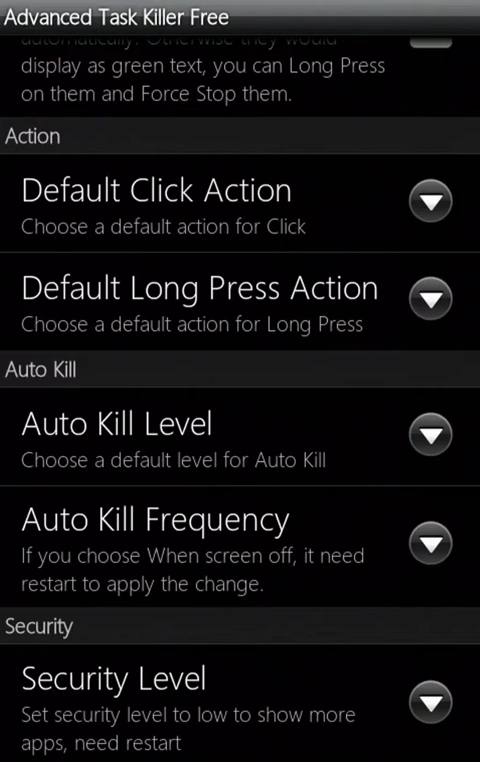 Advanced Task Killer Free
automatically. Otherwise they would
display as green text, you can Long Press
on them and Force Stop them.
Action
Default Click Action
Choose a default action for Click
Default Long Press Action
Choose a default action for Long Press
Auto Kill
Auto Kill Level
Choose a default level for Auto Kill
Auto Kill Frequency
If you choose When screen off, it need
restart to apply the change.
Security
Security Level
Set security level to low to show more
apps, need restart